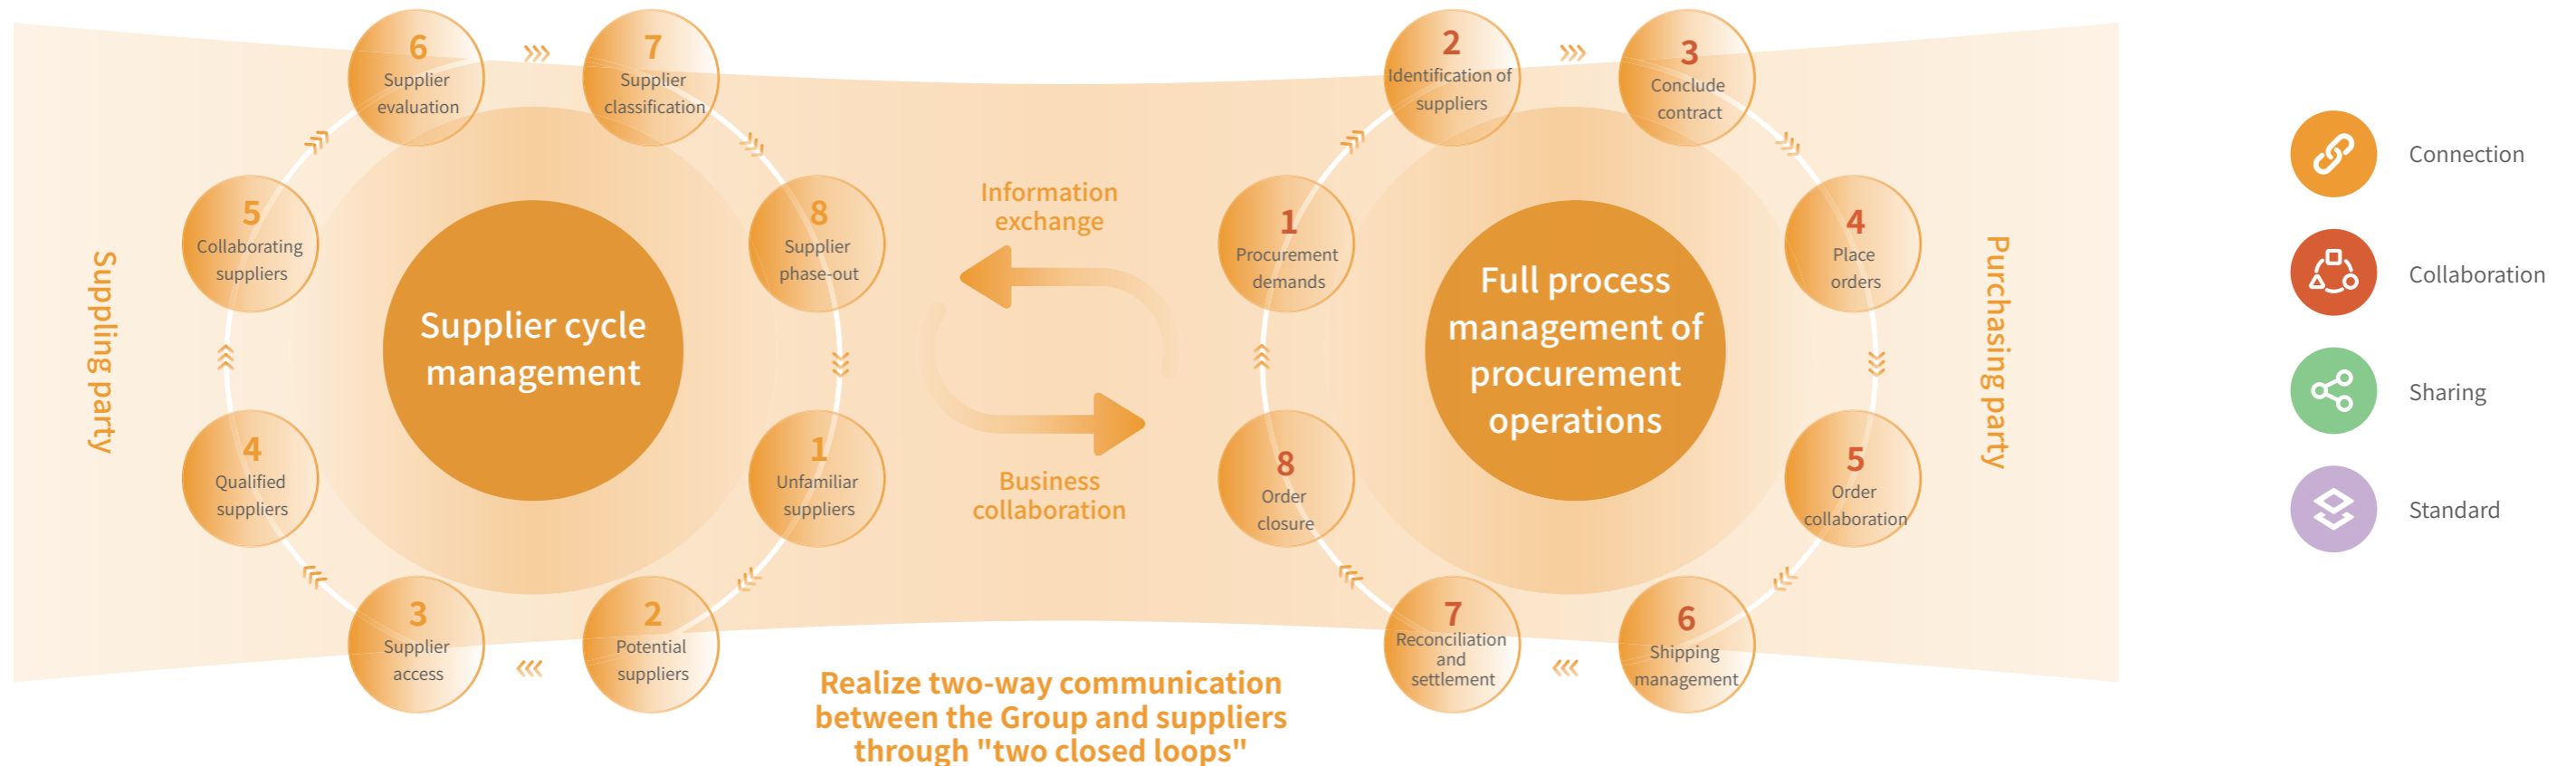 Suppling party
6
Supplier
evaluation
7
Supplier
classification
5
Collaborating
suppliers
8
Supplier
phase-out
Supplier cycle
management
4
Qualified
suppliers
1
Unfamiliar
suppliers
3
Supplier
access
2
Potential
suppliers
Information
exchange
Business
collaboration
Realize two-way communication
between the Group and suppliers
through "two closed loops"
2
Identification of
suppliers
3
Conclude
contract
1
Procurement
demands
4
Place
orders
Full process
management of
procurement
operations
8
Order
closure
5
Order
collaboration
7
Reconciliation
and
settlement
6
Shipping
management
Purchasing party
Connection
Collaboration
Sharing
Standard